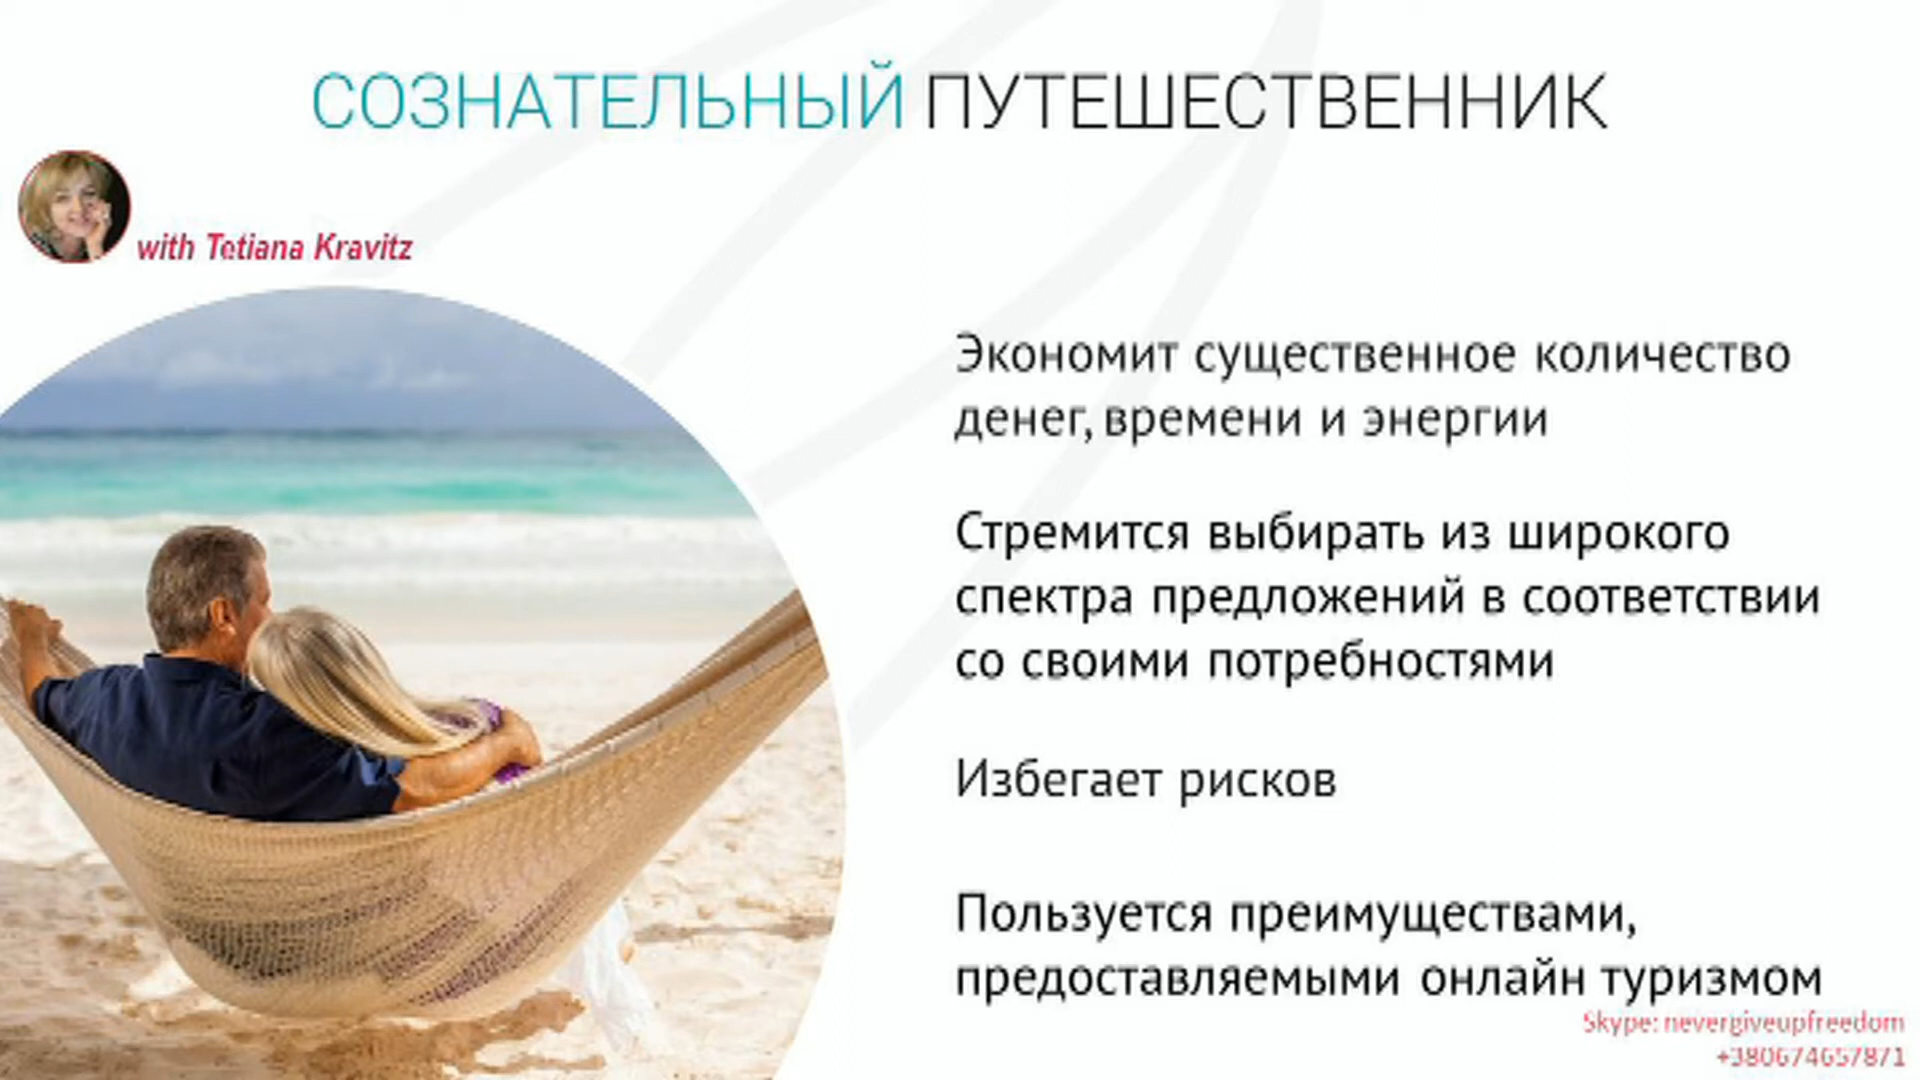 СОЗНАТЕЛЬНЫЙ ПУТЕШЕСТВЕННИК
with Tetiana Kravitz
Экономит существенное количество
денег, времени и энергии
Стремится выбирать из широкого
спектра предложений в соответствии
со своими потребностями
Избегает рисков
Пользуется преимуществами,
предоставляемыми онлайн туризмом
Skype: nevergiveupfreedom
+380674657871